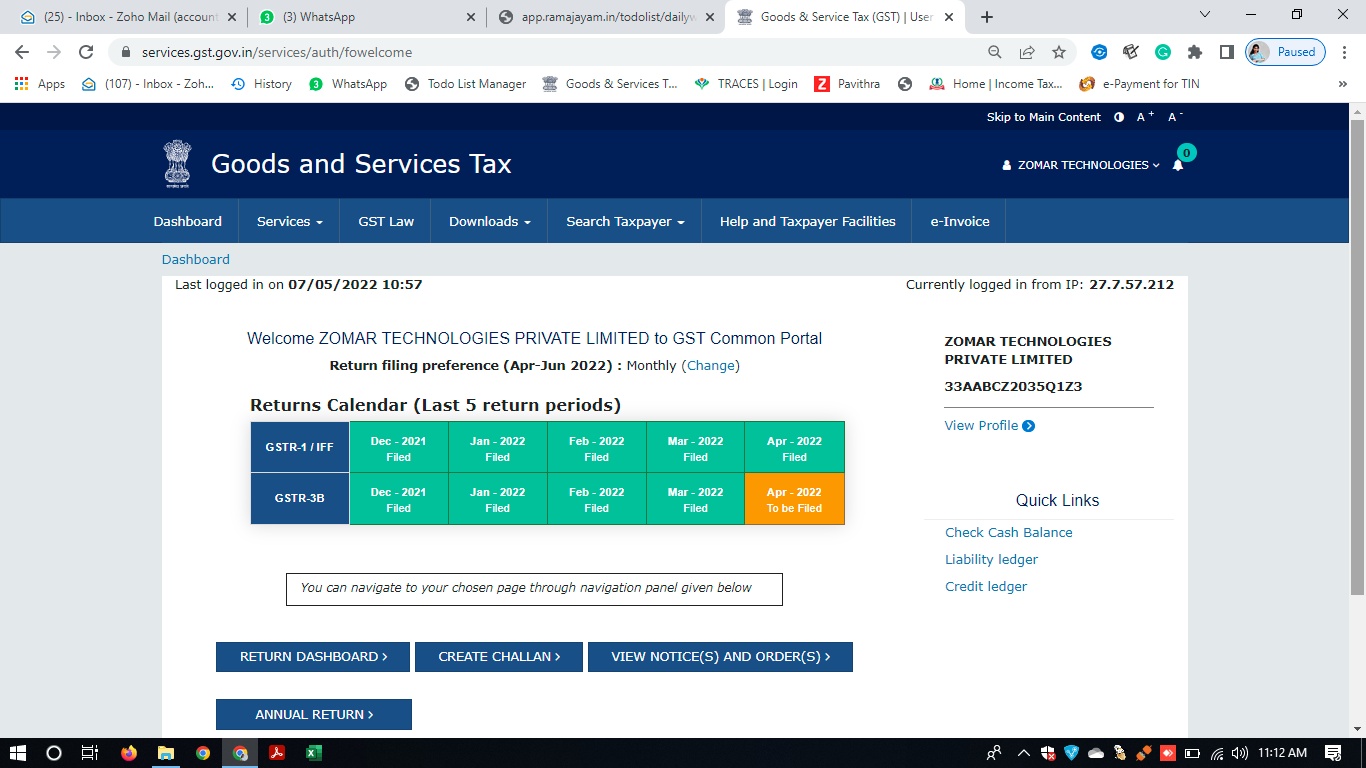 (25) - Inbox - Zoho Mail (account
(3) WhatsApp
app.ramajayam.in/todolist/dailyw
Goods & Service Tax (GST) | User
services.gst.gov.in/services/auth/fowelcome
Paused
Apps
(107) - Inbox - Zoh...
History
WhatsApp
Todo List Manager
Goods & Services T...
TRACES | Login
Pavithra
Home | Income Tax...
e-Payment for TIN
»
Skip to Main Content
A +
A -
Goods and Services Tax
ZOMAR TECHNOLOGIES
0
Dashboard
Services
GST Law
Downloads
Search Taxpayer
Help and Taxpayer Facilities
e-Invoice
Dashboard
Last logged in on 07/05/2022 10:57
Currently logged in from IP: 27.7.57.212
Welcome ZOMAR TECHNOLOGIES PRIVATE LIMITED to GST Common Portal
Return filing preference (Apr-Jun 2022) : Monthly (Change)
Returns Calendar (Last 5 return periods)
GSTR-1 / IFF
Dec - 2021
Filed
Jan - 2022
Filed
Feb - 2022
Filed
Mar - 2022
Filed
Apr - 2022
Filed
GSTR-3B
Dec - 2021
Filed
Jan - 2022
Filed
Feb - 2022
Filed
Mar - 2022
Filed
Apr - 2022
To be Filed
You can navigate to your chosen page through navigation panel given below
RETURN DASHBOARD >
CREATE CHALLAN >
VIEW NOTICE(S) AND ORDER(S) >
ANNUAL RETURN >
ZOMAR TECHNOLOGIES
PRIVATE LIMITED
33AABCZ2035Q1Z3
View Profile
Quick Links
Check Cash Balance
Liability ledger
Credit ledger
11:12 AM